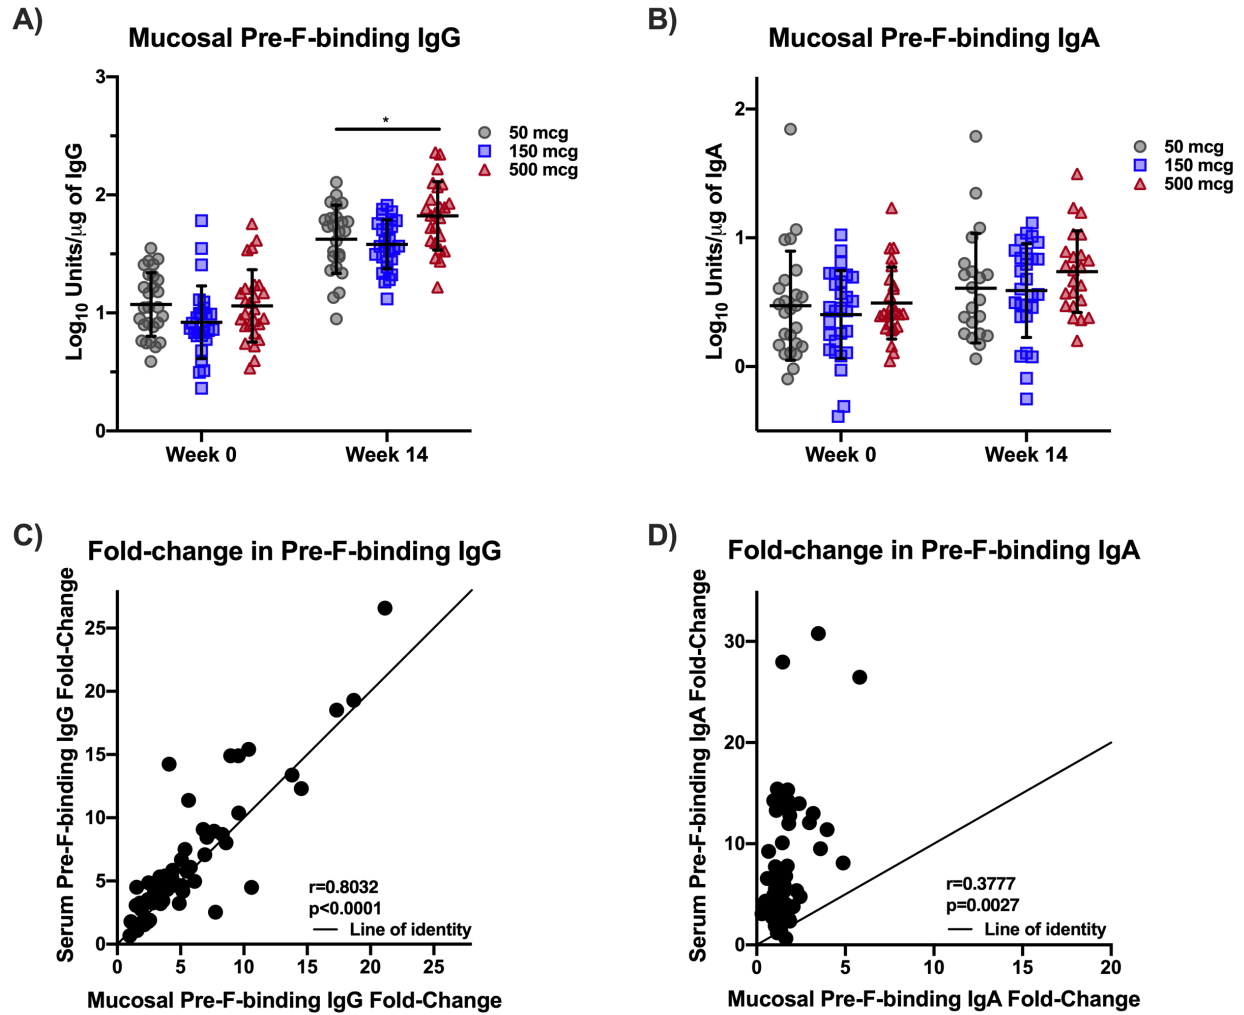 A)
Mucosal Pre-F-binding IgG
3
2
1
0
Log10 Units/μg of IgG
*
50 mcg
150 mcg
500 mcg
Week 0
Week 14
B)
Mucosal Pre-F-binding IgA
2
1
0
Log10 Units/μg of IgA
50 mcg
150 mcg
500 mcg
Week 0
Week 14
C)
Fold-change in Pre-F-binding IgG
Serum Pre-F-binding IgG Fold-Change
25
20
15
10
5
0
r=0.8032
p<0.0001
Line of identity
0 5 10 15 20 25
Mucosal Pre-F-binding IgG Fold-Change
D)
Fold-change in Pre-F-binding IgA
Serum Pre-F-binding IgA Fold-Change
30
20
10
0
r=0.3777
p=0.0027
Line of identity
0 5 10 15 20
Mucosal Pre-F-binding IgA Fold-Change